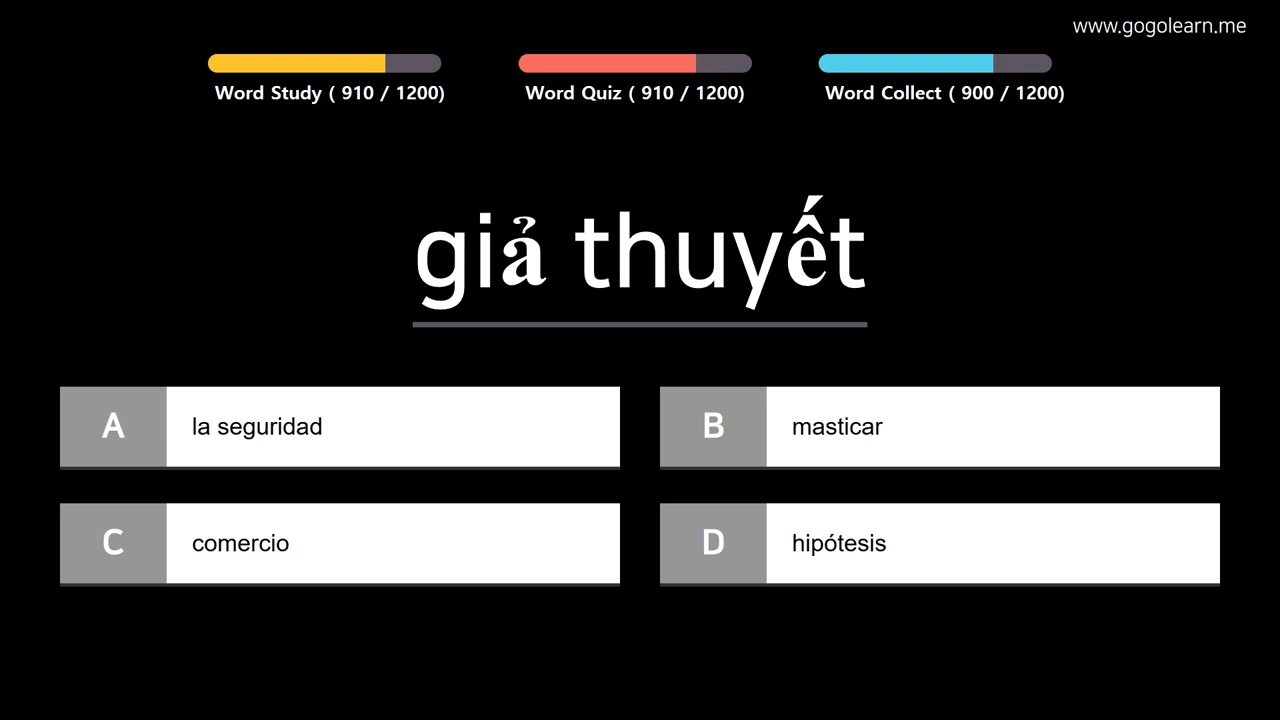 www.gogolearn.me
Word Study ( 910 / 1200)
Word Quiz ( 910 / 1200)
Word Collect ( 900 / 1200)
giả thuyết
A la seguridad
B masticar
C comercio
D hipótesis